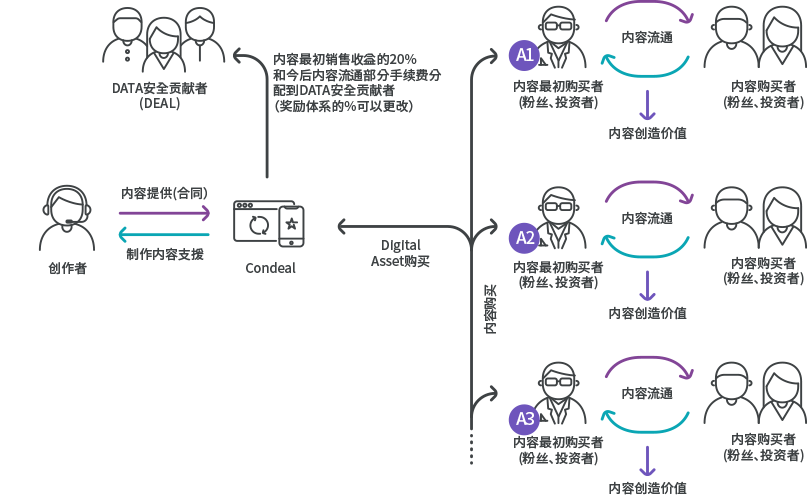 DATA安全贡献者
(DEAL)
内容最初销售收益的20%
和今后内容流通部分手续费分
配到DATA安全贡献者
(奖励体系的%可以更改)
内容提供(合同)
制作内容支援
创作者
Condeal
DIgital
Asset购买
内容购买
A1
内容最初购买者
(粉丝、投资者)
内容流通
内容创造价值
内容购买者
(粉丝、投资者)
A2
内容最初购买者
(粉丝、投资者)
内容流通
内容创造价值
内容购买者
(粉丝、投资者)
A3
内容最初购买者
(粉丝、投资者)
内容流通
内容创造价值
内容购买者
(粉丝、投资者)